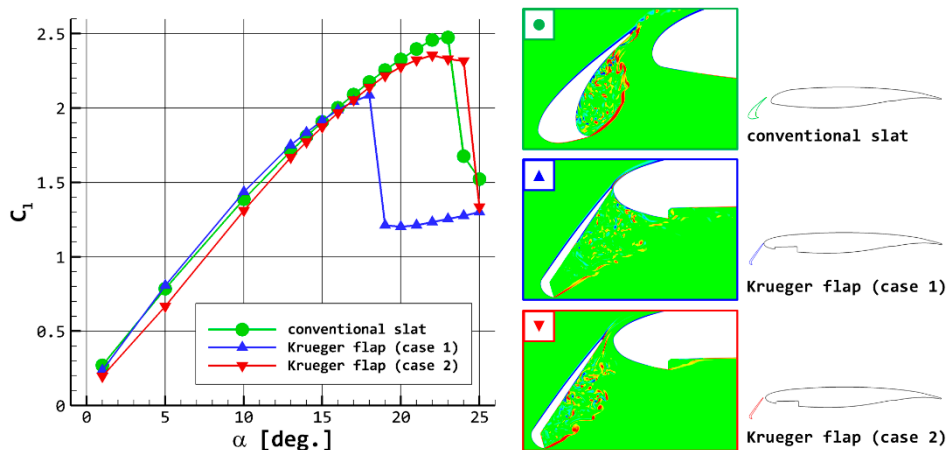 2.5
2
1.5
1
0.5
0
C_l
0 5 10 15 20 25
α [deg.]
conventional slat
Krueger flap (case 1)
Krueger flap (case 2)
conventional slat
Krueger flap (case 1)
Krueger flap (case 2)